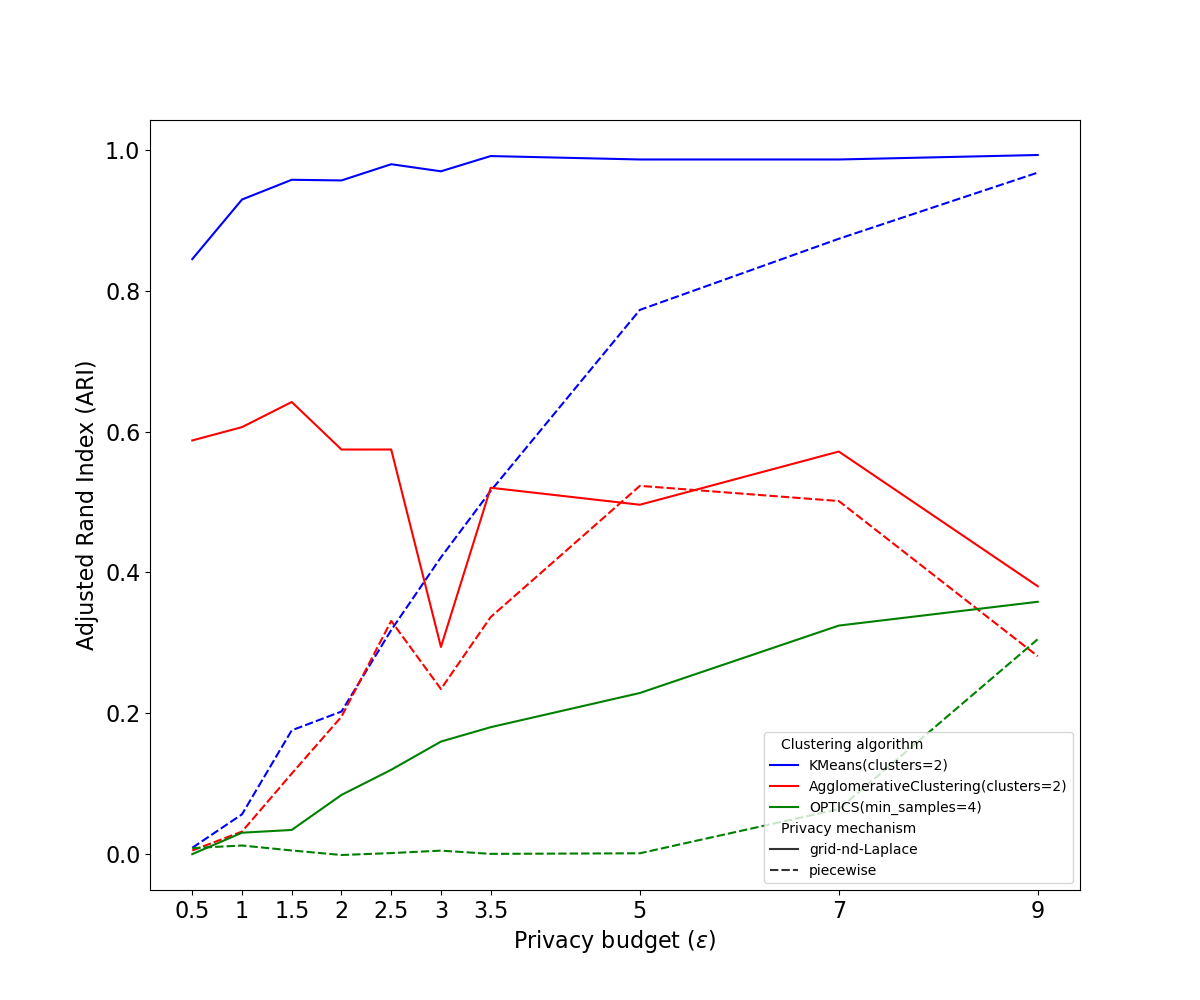 1.0
0.8
0.6
0.4
0.2
0.0
Adjusted Rand Index (ARI)
Clustering algorithm
KMeans(clusters=2)
AgglomerativeClustering(clusters=2)
OPTICS(min_samples=4)
Privacy mechanism
grid-nd-Laplace
piecewise
0.5 1 1.5 2 2.5 3 3.5 5 7 9
Privacy budget (ε)